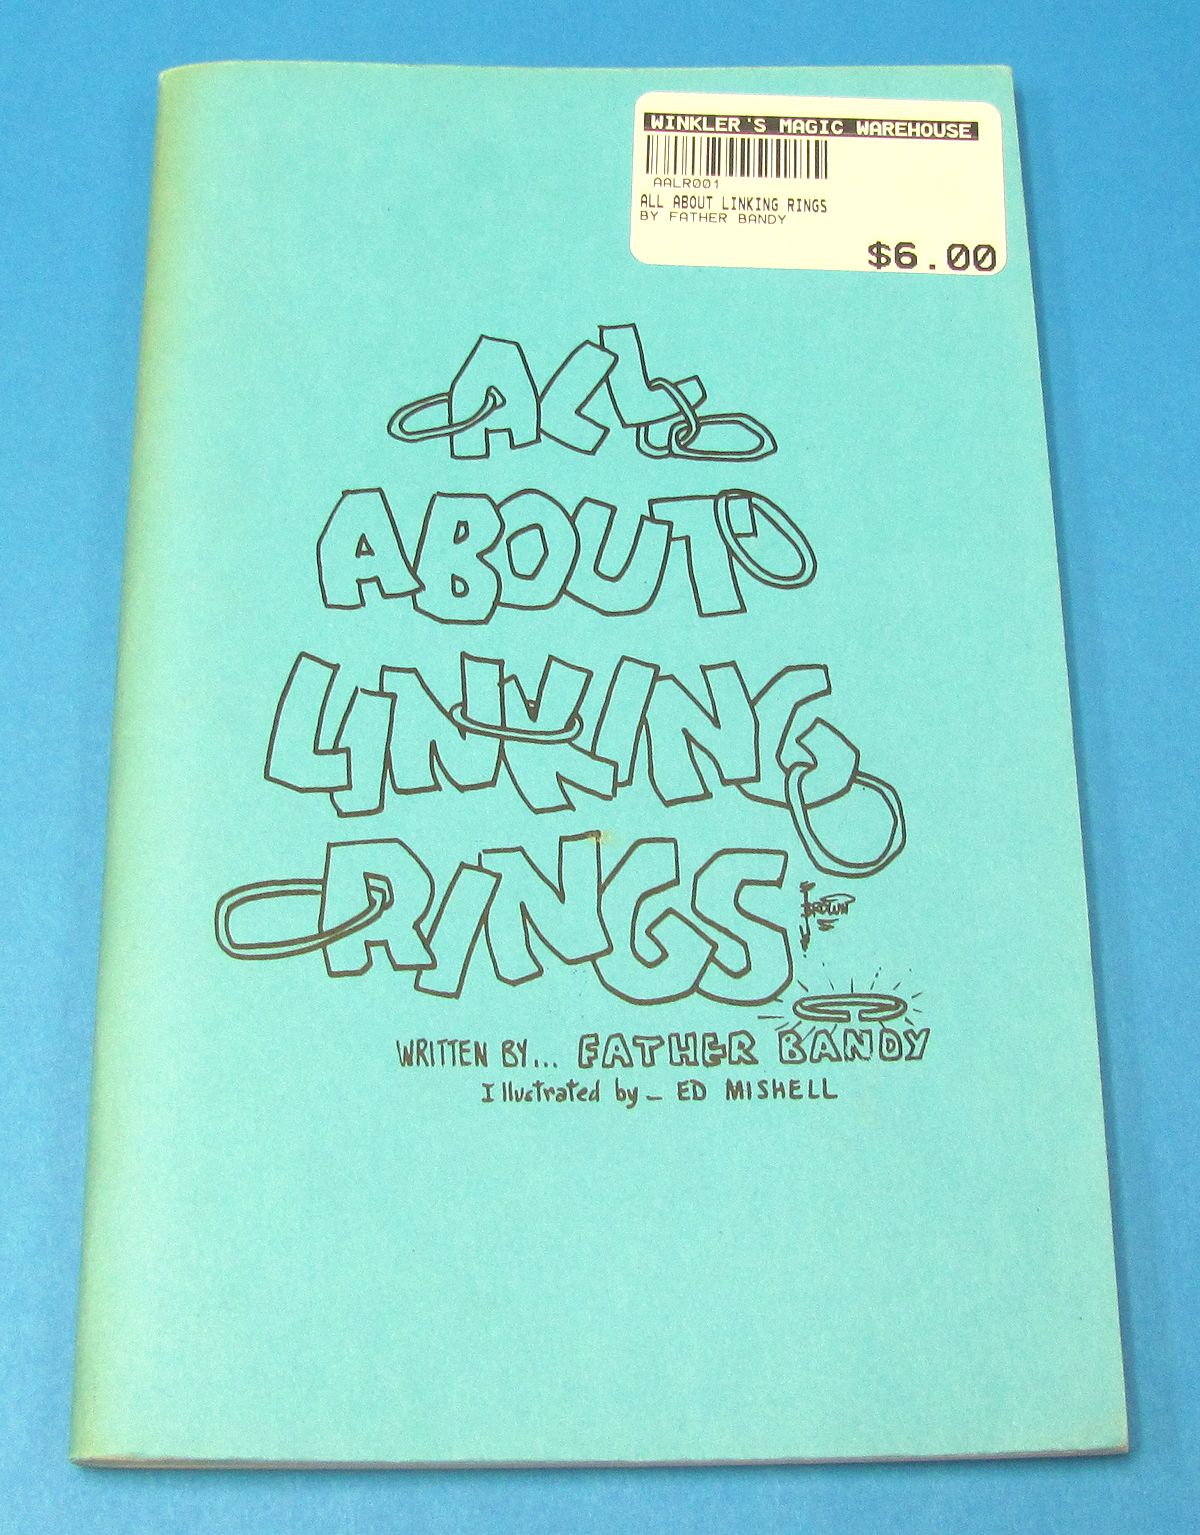 WINKLER'S MAGIC WAREHOUSE
AALR001
ALL ABOUT LINKING RINGS
BY FATHER BANDY
$6.00
ALL
ABOUT
LINKING
RINGS
BROWN
WRITTEN BY... FATHER BANDY
Illustrated by – ED MISHELL